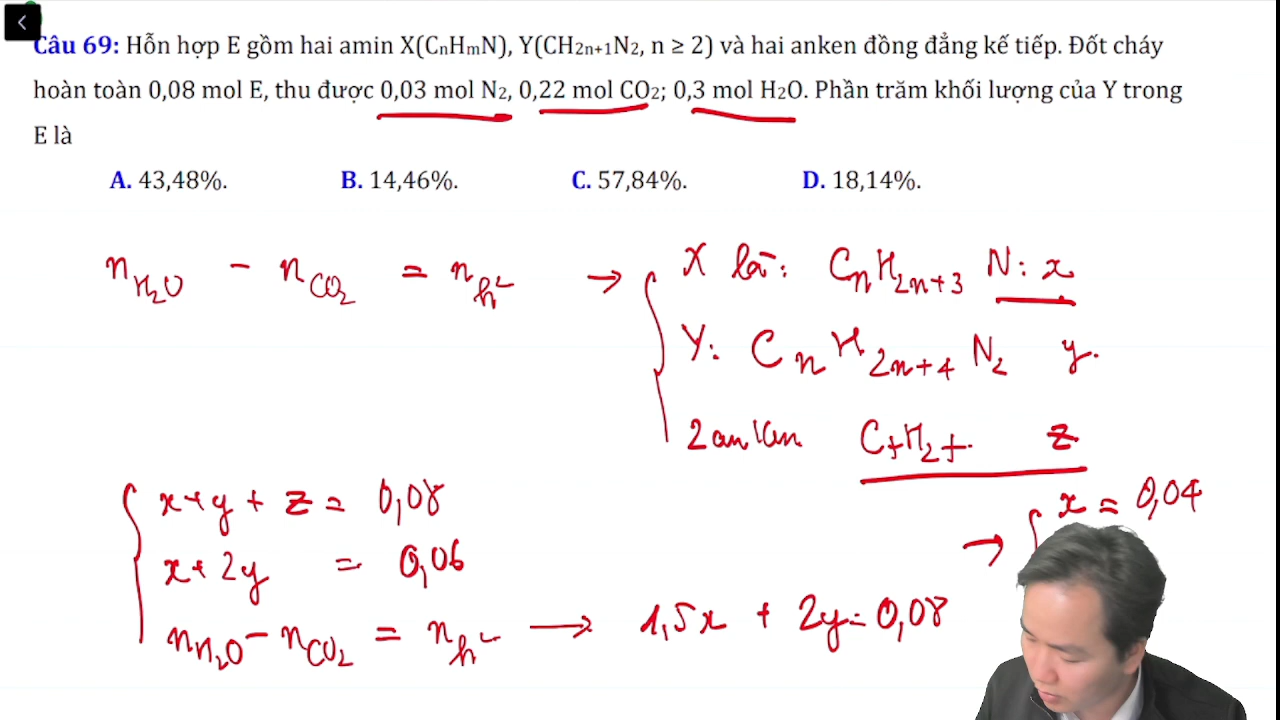 Câu 69: Hỗn hợp E gồm hai amin X(CnHmN), Y(CH2n+1N2, n ≥ 2) và hai anken đồng đẳng kế tiếp. Đốt cháy
hoàn toàn 0,08 mol E, thu được 0,03 mol N2, 0,22 mol CO2; 0,3 mol H2O. Phần trăm khối lượng của Y trong
E là
A. 43,48%. B. 14,46%. C. 57,84%. D. 18,14%.
nH2O - nCO2 = nh2 → { X là: CnH2n+3 N: x
Y: CnH2n+4 N2 y.
2 anken z
{ x+y + z = 0,08
x = 0,04
x+ 2y = 0,06 →
nH2O - nCO2 = → 1,5x + 2y = 0,08